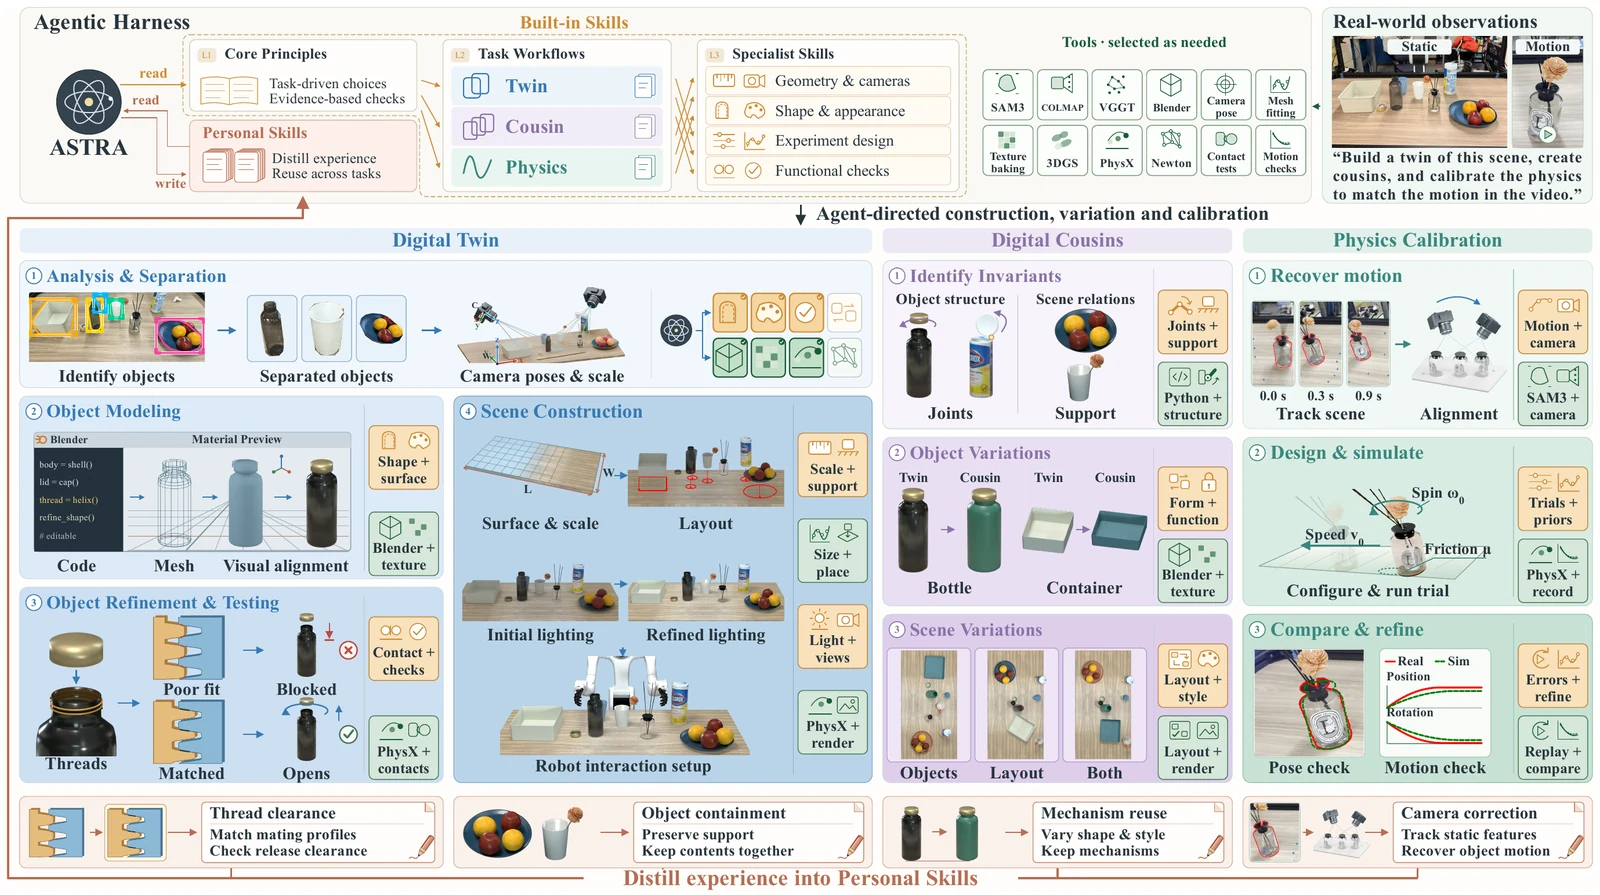 Agentic Harness
Built-in Skills
ASTRA
read
read
write
L1 Core Principles
Task-driven choices
Evidence-based checks
Personal Skills
Distill experience
Reuse across tasks
L2 Task Workflows
Twin
Cousin
Physics
L3 Specialist Skills
Geometry & cameras
Shape & appearance
Experiment design
Functional checks
Tools · selected as needed
SAM3
COLMAP
VGGT
Blender
Camera
pose
Mesh
fitting
Texture
baking
3DGS
PhysX
Newton
Contact
tests
Motion
checks
Real-world observations
Static
Motion
“Build a twin of this scene, create
cousins, and calibrate the physics
to match the motion in the video.”
Agent-directed construction, variation and calibration
Digital Twin
1 Analysis & Separation
Identify objects
Separated objects
Camera poses & scale
2 Object Modeling
Blender
Material Preview
body = shell()
lid = cap()
thread = helix()
refine_shape()
# editable
Code
Mesh
Visual alignment
Shape +
surface
Blender +
texture
3 Object Refinement & Testing
Threads
Poor fit
Matched
Blocked
Opens
Contact +
checks
PhysX +
contacts
4 Scene Construction
L
W
Surface & scale
Layout
Initial lighting
Refined lighting
Robot interaction setup
Scale +
support
Size +
place
Light +
views
PhysX +
render
Digital Cousins
1 Identify Invariants
Object structure
Scene relations
Joints
Support
Joints +
support
Python +
structure
2 Object Variations
Twin
Cousin
Twin
Cousin
Bottle
Container
Form +
function
Blender +
texture
3 Scene Variations
Objects
Layout
Both
Layout +
style
Layout +
render
Physics Calibration
1 Recover motion
0.0 s
0.3 s
0.9 s
Track scene
Alignment
Motion +
camera
SAM3 +
camera
2 Design & simulate
Spin ω0
Speed v0
Friction μ
Configure & run trial
Trials +
priors
PhysX +
record
3 Compare & refine
Real
Sim
Position
Rotation
Pose check
Motion check
Errors +
refine
Replay +
compare
Thread clearance
Match mating profiles
Check release clearance
Object containment
Preserve support
Keep contents together
Mechanism reuse
Vary shape & style
Keep mechanisms
Camera correction
Track static features
Recover object motion
Distill experience into Personal Skills